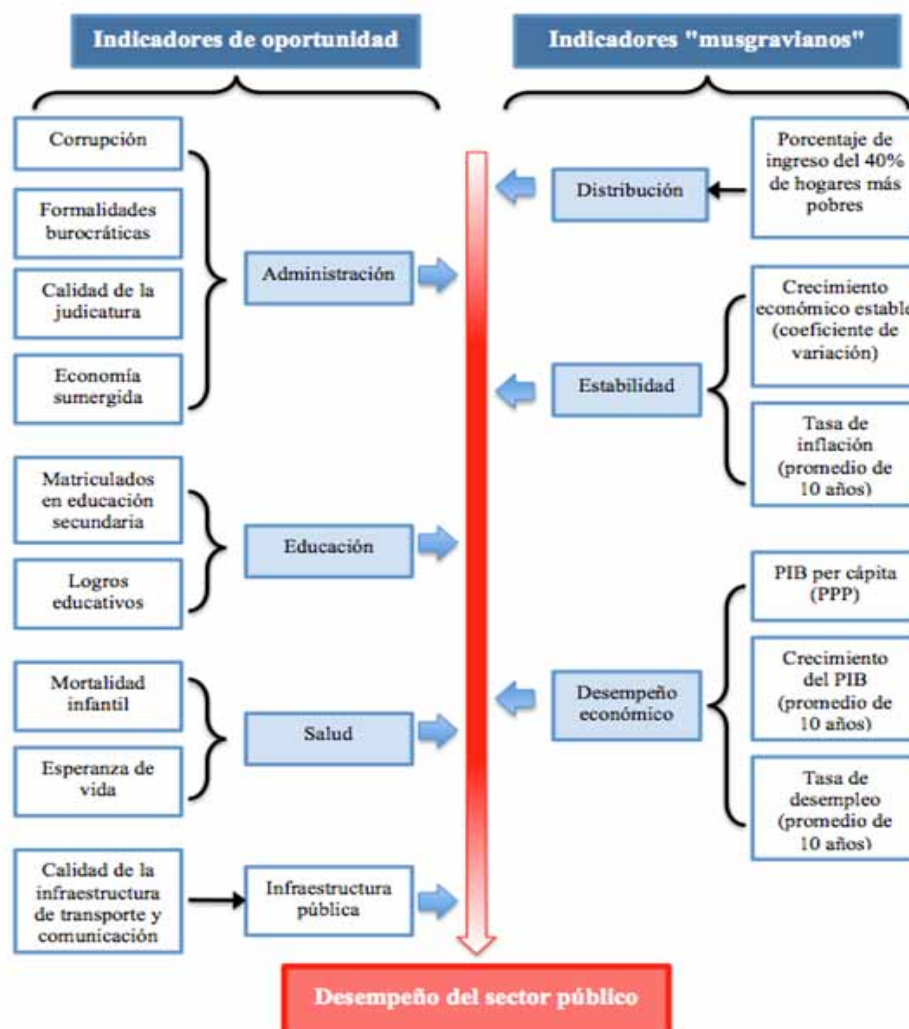 Indicadores de oportunidad
Corrupción
Formalidades
burocráticas
Calidad de la
judicatura
Economía
sumergida
Administración
Matriculados
en educación
secundaria
Logros
educativos
Educación
Mortalidad
infantil
Esperanza de
vida
Salud
Calidad de la
infraestructura
de transporte y
comunicación
Infraestructura
pública
Indicadores "musgravianos"
Distribución
Porcentaje de
ingreso del 40%
de hogares más
pobres
Estabilidad
Crecimiento
económico estable
(coeficiente de
variación)
Tasa de
inflación
(promedio de
10 años)
Desempeño
económico
PIB per cápita
(PPP)
Crecimiento
del PIB
(promedio de
10 años)
Tasa de
desempleo
(promedio de
10 años)
Desempeño del sector público